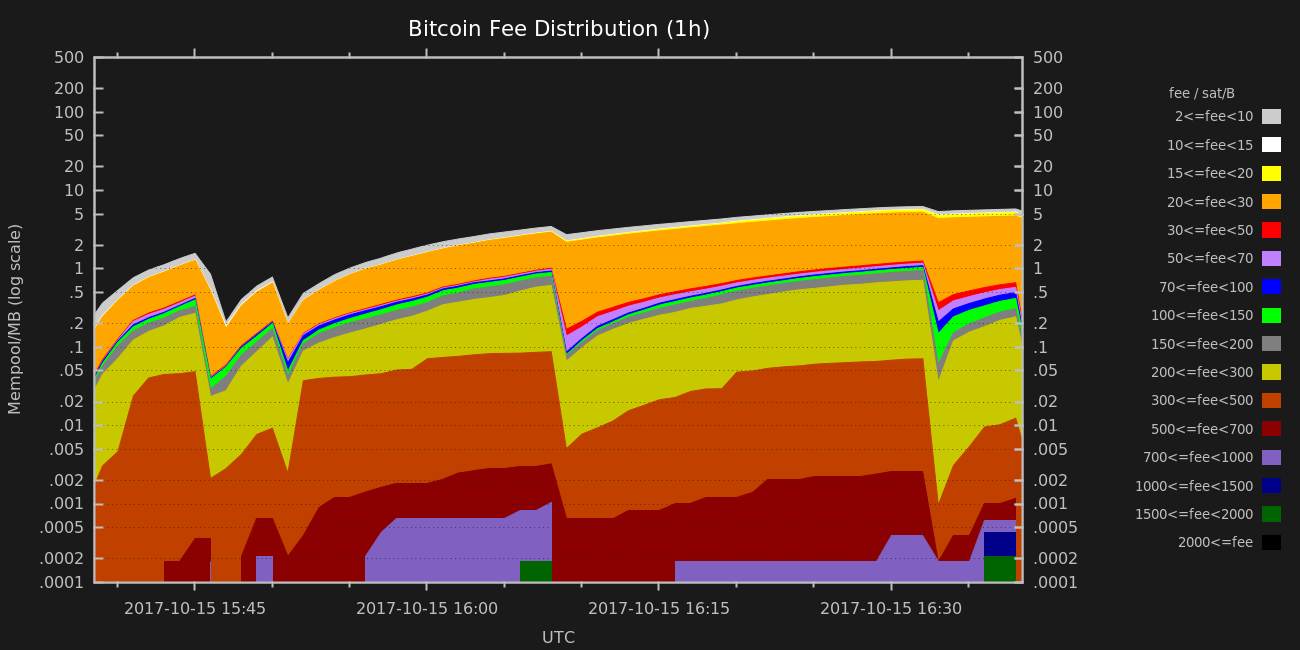 Bitcoin Fee Distribution (1h)
500
200
100
50
20
10
5
2
1
.5
.2
.1
.05
.02
.01
.005
.002
.001
.0005
.0002
.0001
Mempool/MB (log scale)
500
200
100
50
20
10
5
2
1
.5
.2
.1
.05
.02
.01
.005
.002
.001
.0005
.0002
.0001
2017-10-15 15:45
2017-10-15 16:00
2017-10-15 16:15
2017-10-15 16:30
UTC
fee / sat/B
2<=fee<10
10<=fee<15
15<=fee<20
20<=fee<30
30<=fee<50
50<=fee<70
70<=fee<100
100<=fee<150
150<=fee<200
200<=fee<300
300<=fee<500
500<=fee<700
700<=fee<1000
1000<=fee<1500
1500<=fee<2000
2000<=fee